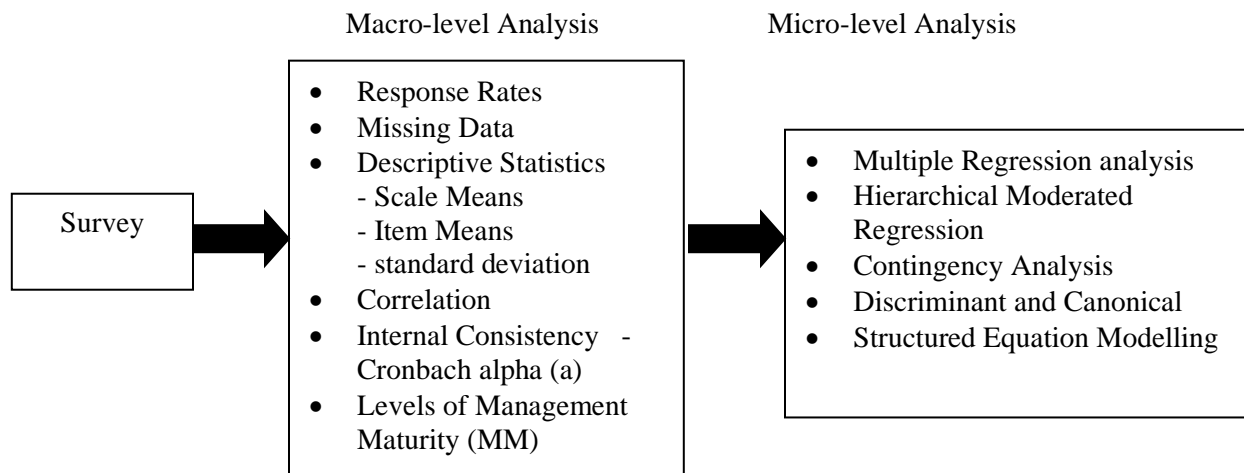 Macro-level Analysis
Micro-level Analysis
Survey
• Response Rates
• Missing Data
• Descriptive Statistics
- Scale Means
- Item Means
- standard deviation
• Correlation
• Internal Consistency -
Cronbach alpha (a)
• Levels of Management
Maturity (MM)
• Multiple Regression analysis
• Hierarchical Moderated
Regression
• Contingency Analysis
• Discriminant and Canonical
• Structured Equation Modelling